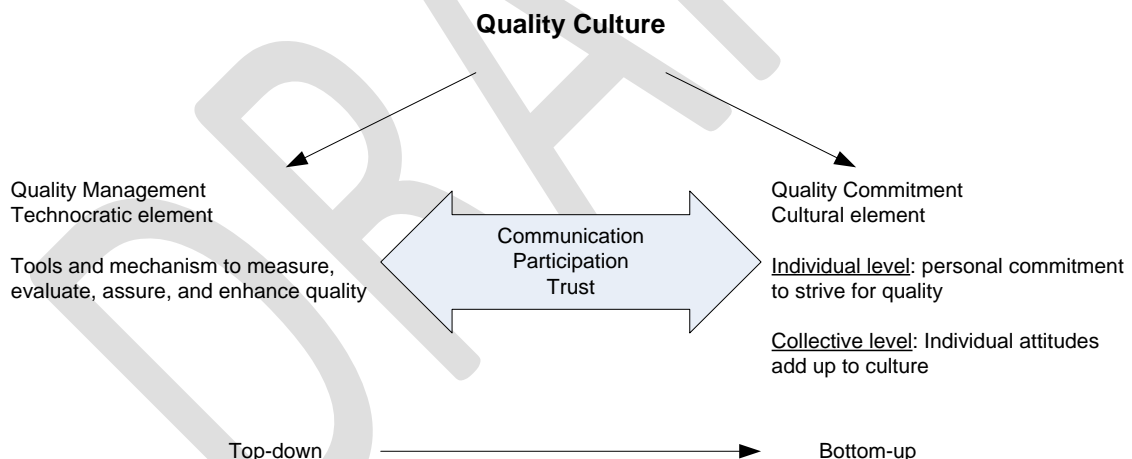 Quality Culture
Quality Management
Technocratic element
Tools and mechanism to measure,
evaluate, assure, and enhance quality
Communication
Participation
Trust
Quality Commitment
Cultural element
Individual level: personal commitment
to strive for quality
Collective level: Individual attitudes
add up to culture
Top-down
Bottom-up